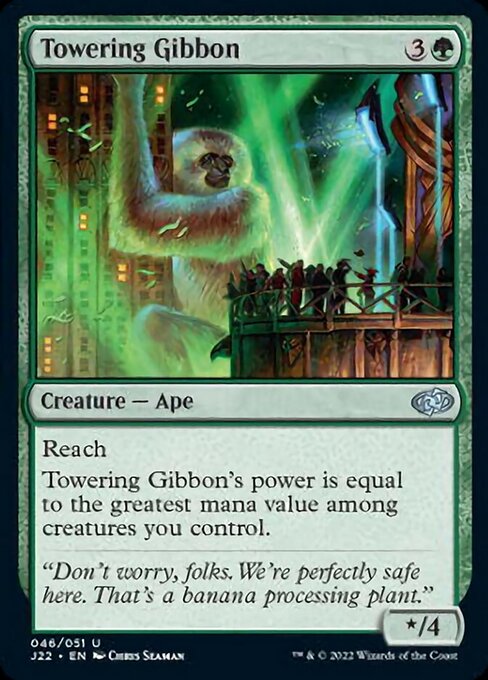 Towering Gibbon 3
Creature — Ape
Reach
Towering Gibbon's power is equal
to the greatest mana value among
creatures you control.
"Don't worry, folks. We're perfectly safe
here. That's a banana processing plant."
*/4
046/051 U
J22 • EN Chris Seaman
™ & © 2022 Wizards of the Coast